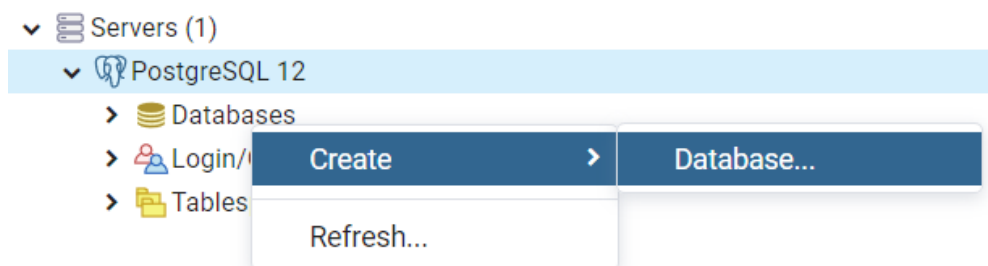 Servers (1)
PostgreSQL 12
Databases
Login/
Create
Database...
Tables
Refresh...